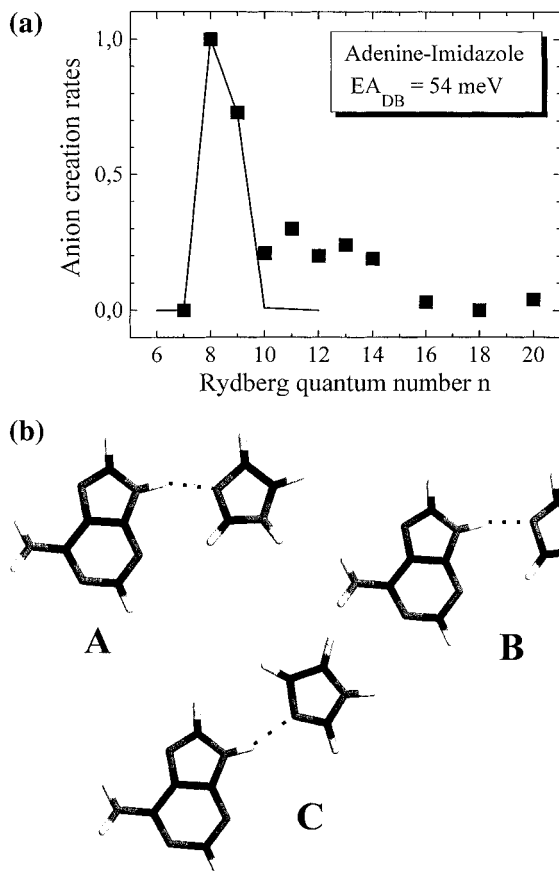 (a)
Adenine-Imidazole
EA_DB = 54 meV
Anion creation rates
1,0
0,5
0,0
6 8 10 12 14 16 18 20
Rydberg quantum number n
(b)
A
B
C